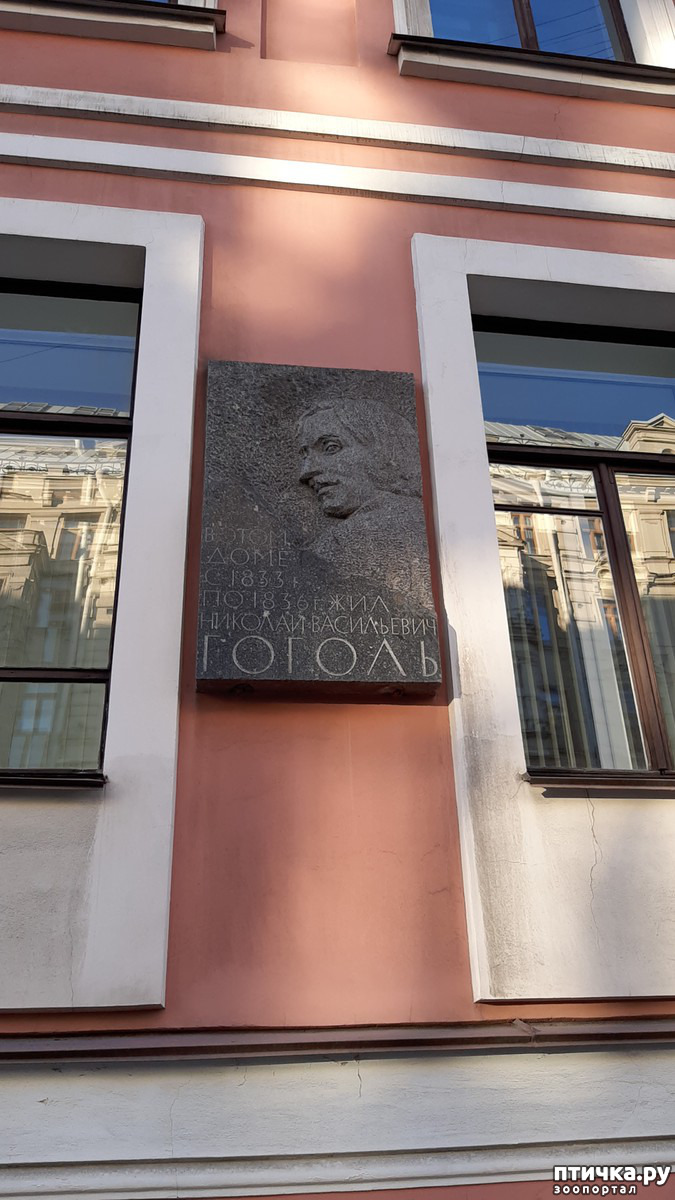 В ЭТОМ
ДОМЕ
С 1833 г.
ПО 1836 г. ЖИЛ
НИКОЛАЙ ВАСИЛЬЕВИЧ
ГОГОЛЬ
птичка.ру
зоопортал